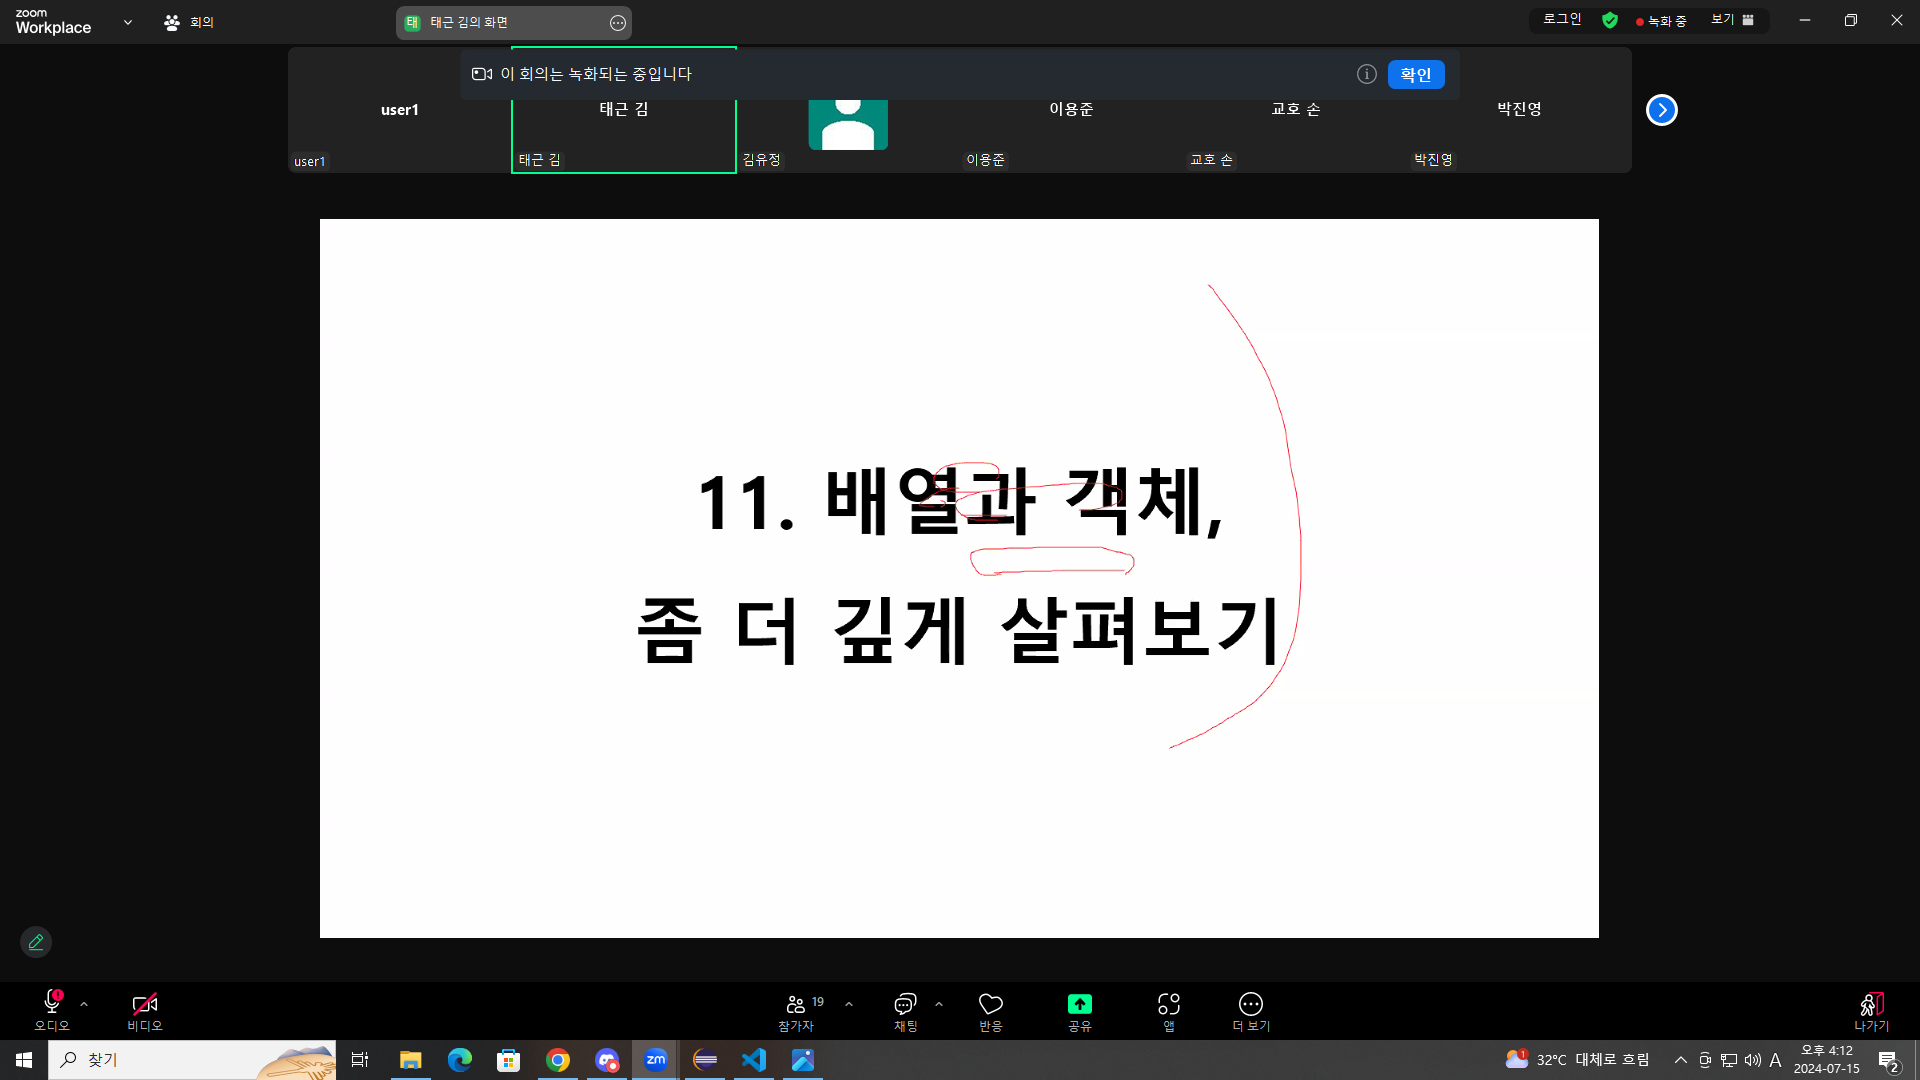 zoom
Workplace
회의
태 태근 김의 화면
로그인
녹화 중
보기
이 회의는 녹화되는 중입니다
확인
user1
태근 김
이용준
교호 손
박진영
user1
태근 김
김유정
이용준
교호 손
박진영
11. 배열과 객체,
좀 더 깊게 살펴보기
오디오
비디오
19
참가자
채팅
반응
공유
앱
더 보기
나가기
찾기
zm
1
32°C 대체로 흐림
A
오후 4:12
2024-07-15
2